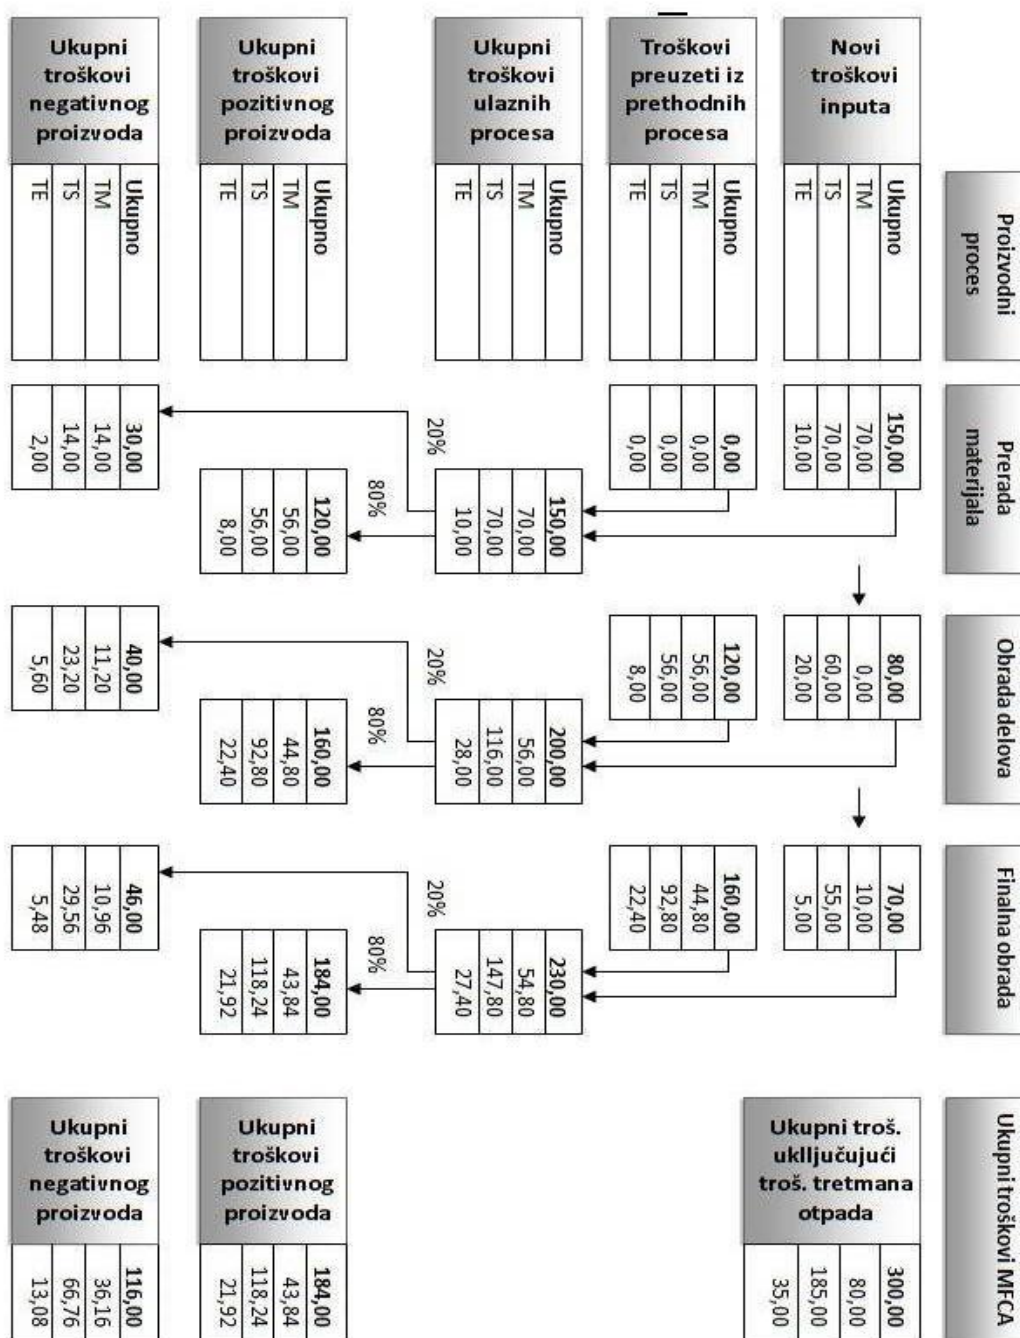 Proizvodni
proces
Prerada
materijala
Obrada delova
Finalna obrada
Ukupni troškovi MFCA
Novi
troškovi
inputa
Ukupno
TM
TS
TE
150,00
70,00
70,00
10,00
80,00
0,00
60,00
20,00
70,00
10,00
55,00
5,00
Ukupni troš.
uklljučujući
troš. tretmana
otpada
300,00
80,00
185,00
35,00
Troškovi
preuzeti iz
prethodnih
procesa
Ukupno
TM
TS
TE
0,00
0,00
0,00
0,00
120,00
56,00
56,00
8,00
160,00
44,80
92,80
22,40
Ukupni
troškovi
ulaznih
procesa
Ukupno
TM
TS
TE
150,00
70,00
70,00
10,00
200,00
56,00
116,00
28,00
230,00
54,80
147,80
27,40
20%
80%
20%
80%
20%
80%
Ukupni
troškovi
pozitivnog
proizvoda
Ukupno
TM
TS
TE
120,00
56,00
56,00
8,00
160,00
44,80
92,80
22,40
184,00
43,84
118,24
21,92
Ukupni
troškovi
pozitivnog
proizvoda
184,00
43,84
118,24
21,92
Ukupni
troškovi
negativnog
proizvoda
Ukupno
TM
TS
TE
30,00
14,00
14,00
2,00
40,00
11,20
23,20
5,60
46,00
10,96
29,56
5,48
Ukupni
troškovi
negativnog
proizvoda
116,00
36,16
66,76
13,08